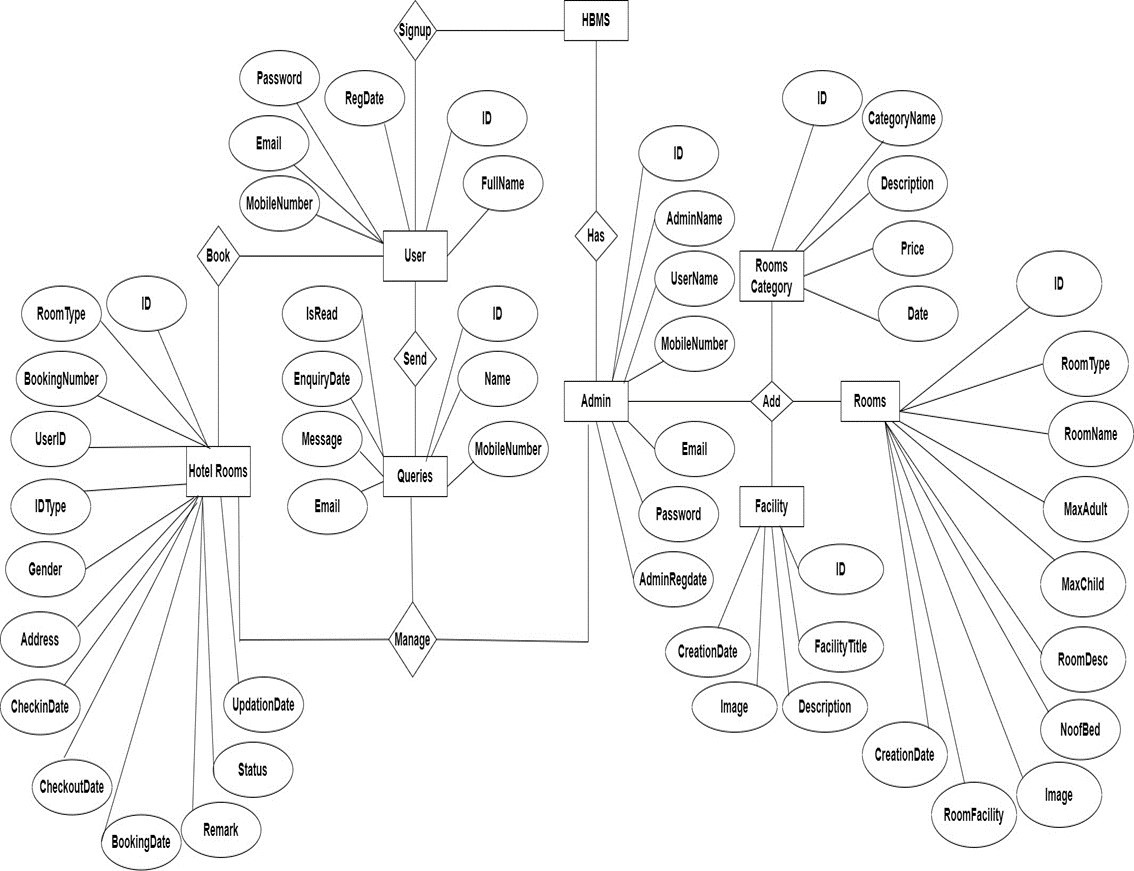 HBMS
Signup
Password
RegDate
ID
Email
FullName
MobileNumber
User
Book
Has
ID
AdminName
UserName
MobileNumber
Admin
Email
Password
AdminRegdate
ID
CategoryName
Description
Price
Date
Rooms
Category
Add
Rooms
ID
RoomType
RoomName
MaxAdult
MaxChild
RoomDesc
NoofBed
Image
RoomFacility
CreationDate
Facility
ID
FacilityTitle
Description
Image
CreationDate
Send
IsRead
ID
EnquiryDate
Name
Message
MobileNumber
Email
Queries
Manage
RoomType
ID
BookingNumber
UserID
Hotel Rooms
IDType
Gender
Address
CheckinDate
CheckoutDate
BookingDate
Remark
Status
UpdationDate